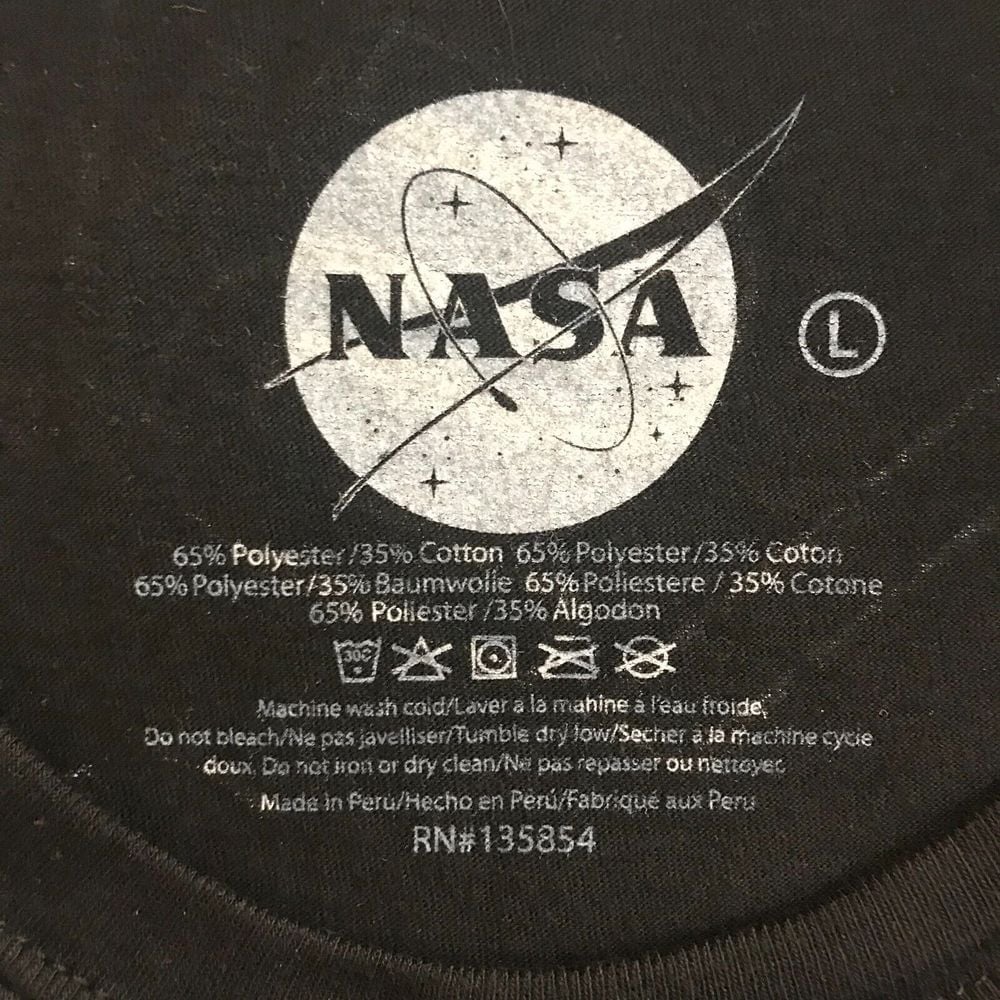 NASA
L
65% Polyester/35% Cotton 65% Polyester/35% Coton
65% Polyester/35% Baumwolle 65% Poliestere / 35% Cotone
65% Poliester /35% Algodon
30C
Machine wash cold/Laver a la mahine à l'eau froide,
Do not bleach/Ne pas javelliser/Tumble dry low/Secher a la machine cycle
doux. Do not iron or dry clean/Ne pas repasser ou nettoyer
Made in Peru/Hecho en Perú/Fabriqué aux Peru
RN#135854